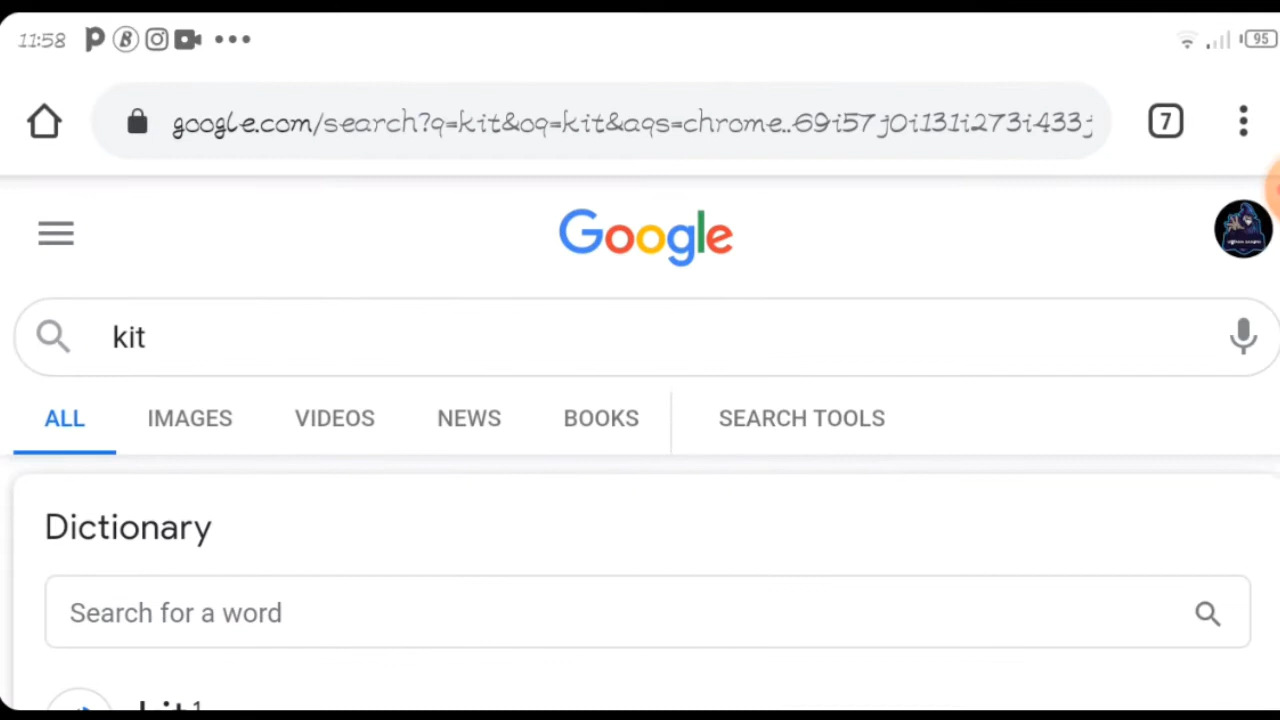 11:58
95
google.com/search?q=kit&oq=kit&aqs=chrome..69i57j0i131i273i433j
7
Google
kit
ALL IMAGES VIDEOS NEWS BOOKS SEARCH TOOLS
Dictionary
Search for a word
kit1